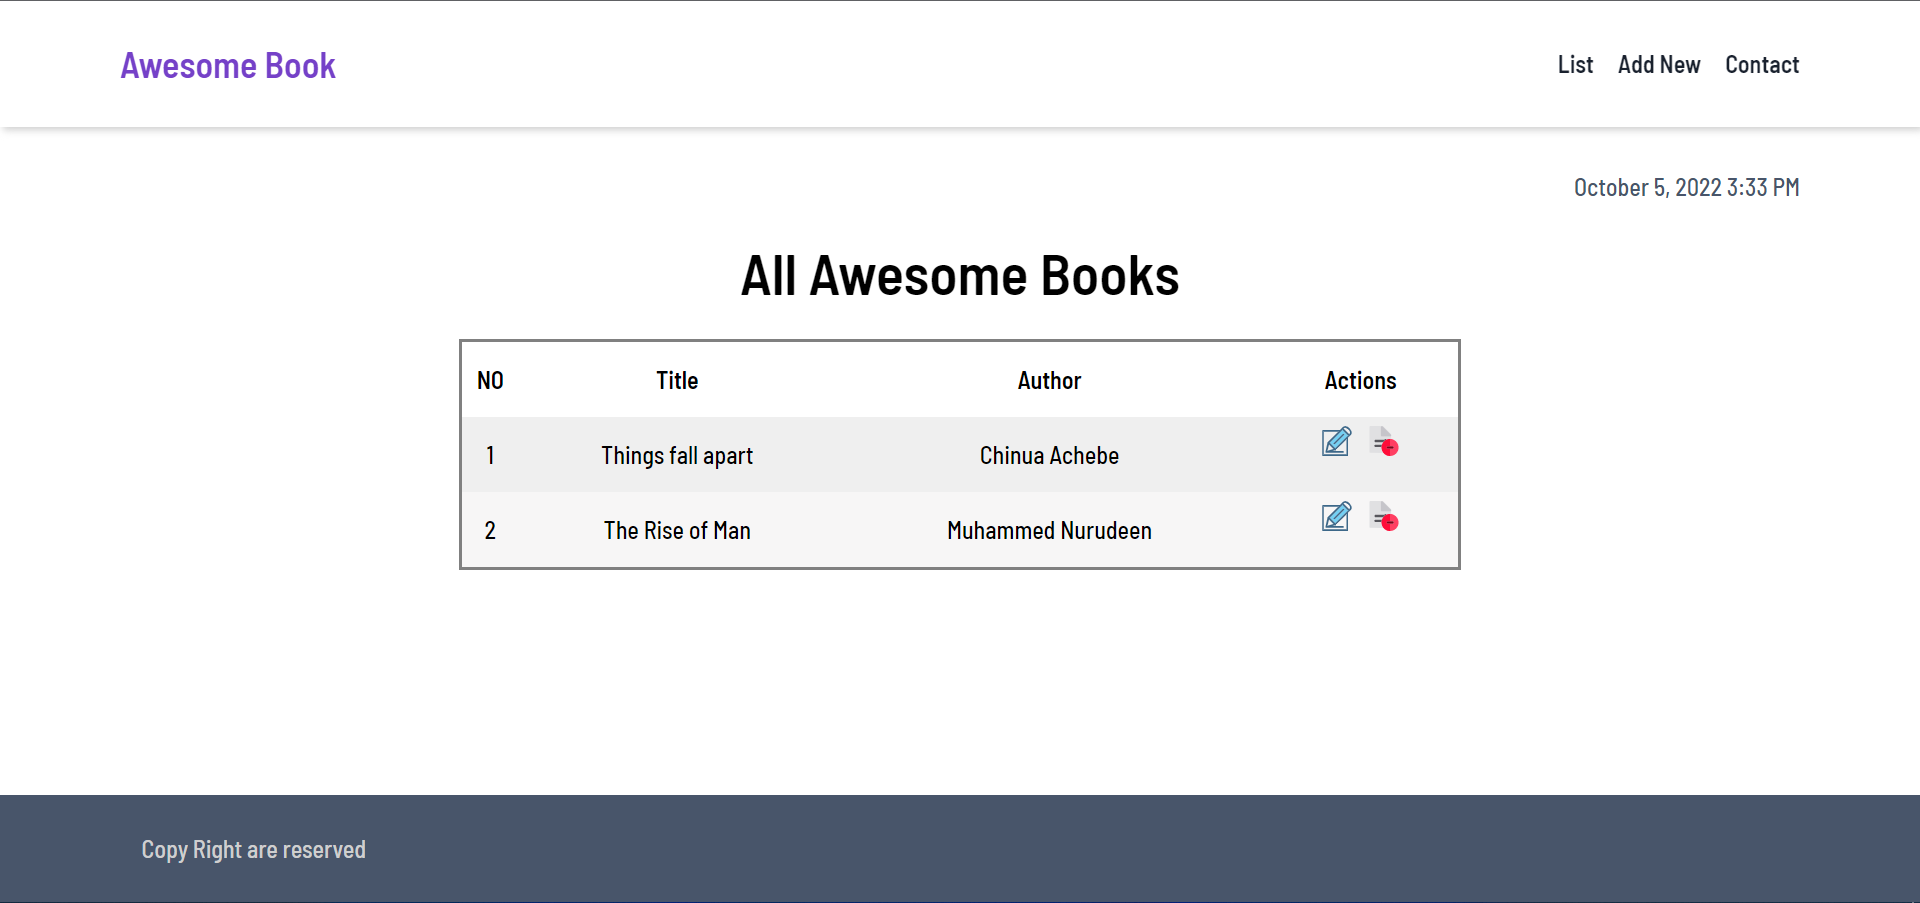 Awesome Book List Add New Contact
October 5, 2022 3:33 PM
All Awesome Books
NO Title Author Actions
1 Things fall apart Chinua Achebe
2 The Rise of Man Muhammed Nurudeen
Copy Right are reserved